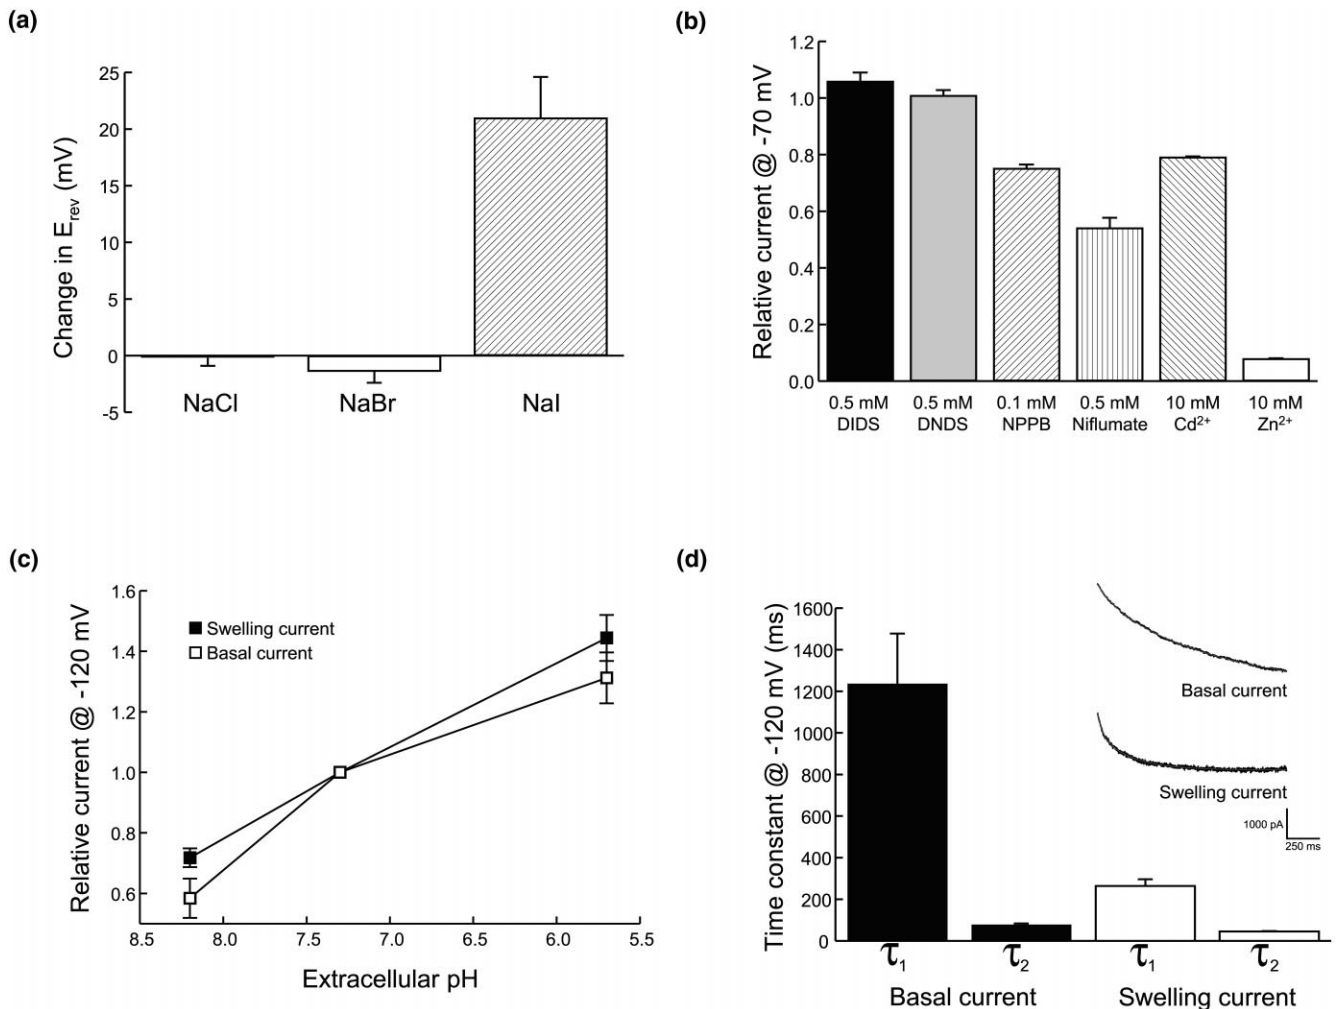 (a)
Change in Erev (mV)
25
20
15
10
5
0
-5
NaCl
NaBr
NaI
(b)
Relative current @ -70 mV
1.2
1.0
0.8
0.6
0.4
0.2
0.0
0.5 mM 0.5 mM 0.1 mM 0.5 mM 10 mM 10 mM
DIDS DNDS NPPB Niflumate Cd2+ Zn2+
(c)
Relative current @ -120 mV
1.6
1.4
1.2
1.0
0.8
0.6
Swelling current
Basal current
8.5 8.0 7.5 7.0 6.5 6.0 5.5
Extracellular pH
(d)
Time constant @ -120 mV (ms)
1600
1400
1200
1000
800
600
400
200
0
Basal current
Swelling current
1000 pA
250 ms
τ1 τ2 τ1 τ2
Basal current Swelling current